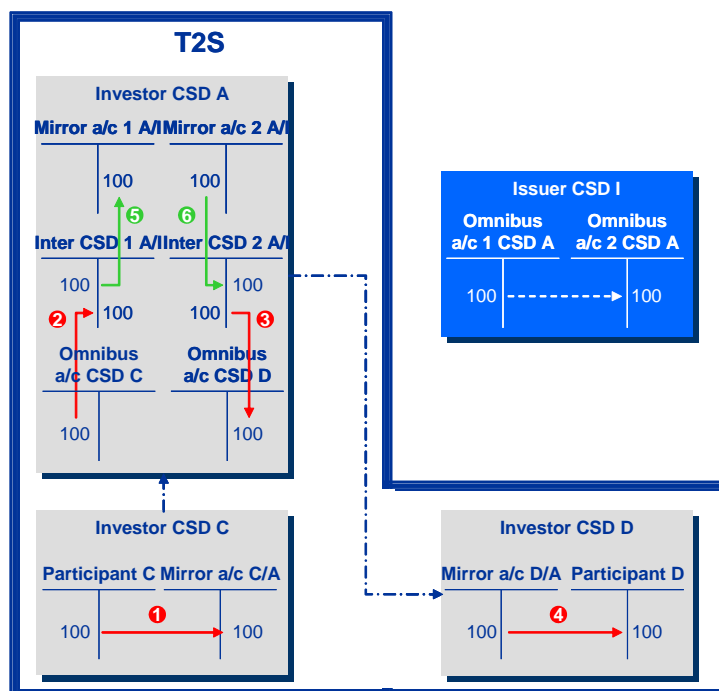 T2S
Investor CSD A
Mirror a/c 1 A/I Mirror a/c 2 A/I
100 100
5 6
Inter CSD 1 A/I Inter CSD 2 A/I
100 100
2 100 100 3
Omnibus Omnibus
a/c CSD C a/c CSD D
100 100
Issuer CSD I
Omnibus Omnibus
a/c 1 CSD A a/c 2 CSD A
100 100
Investor CSD C
Participant C Mirror a/c C/A
1
100 100
Investor CSD D
Mirror a/c D/A Participant D
4
100 100